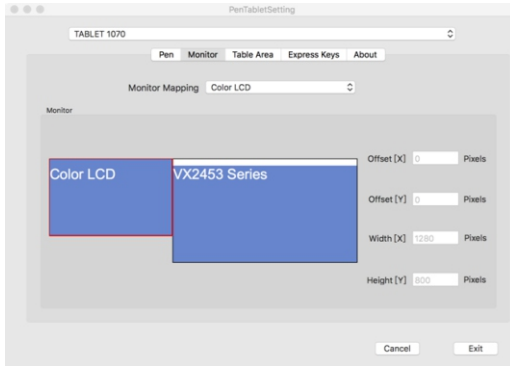 PenTabletSetting
TABLET 1070
Pen Monitor Table Area Express Keys About
Monitor Mapping Color LCD
Monitor
Color LCD VX2453 Series
Offset [X] 0 Pixels
Offset [Y] 0 Pixels
Width [X] 1280 Pixels
Height [Y] 800 Pixels
Cancel Exit